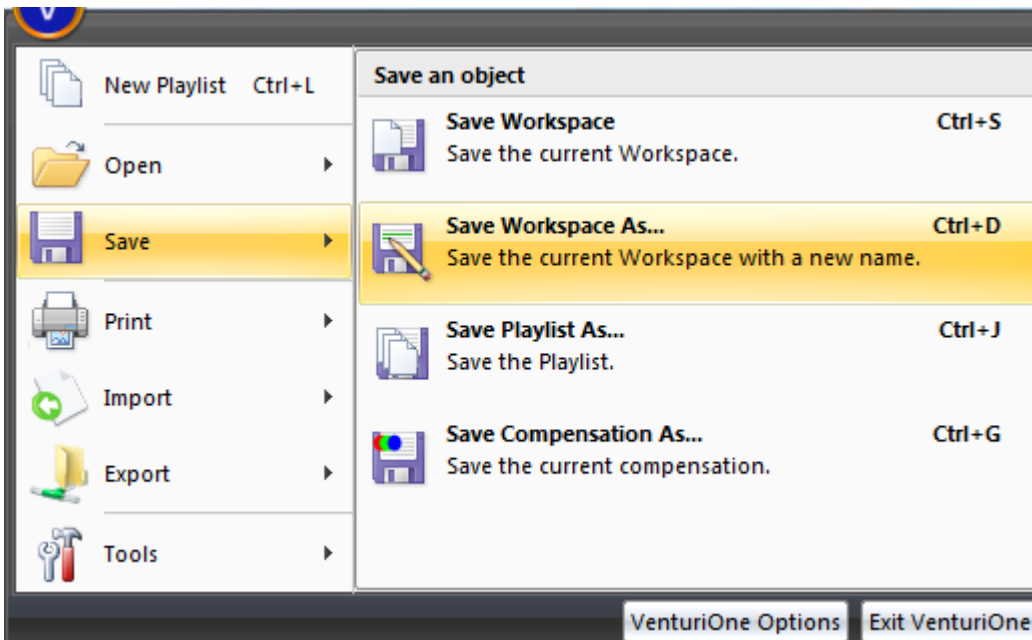 V
New Playlist Ctrl+L
Open
Save
Print
Import
Export
Tools
Save an object
Save Workspace Ctrl+S
Save the current Workspace.
Save Workspace As... Ctrl+D
Save the current Workspace with a new name.
Save Playlist As... Ctrl+J
Save the Playlist.
Save Compensation As... Ctrl+G
Save the current compensation.
VenturiOne Options Exit VenturiOne